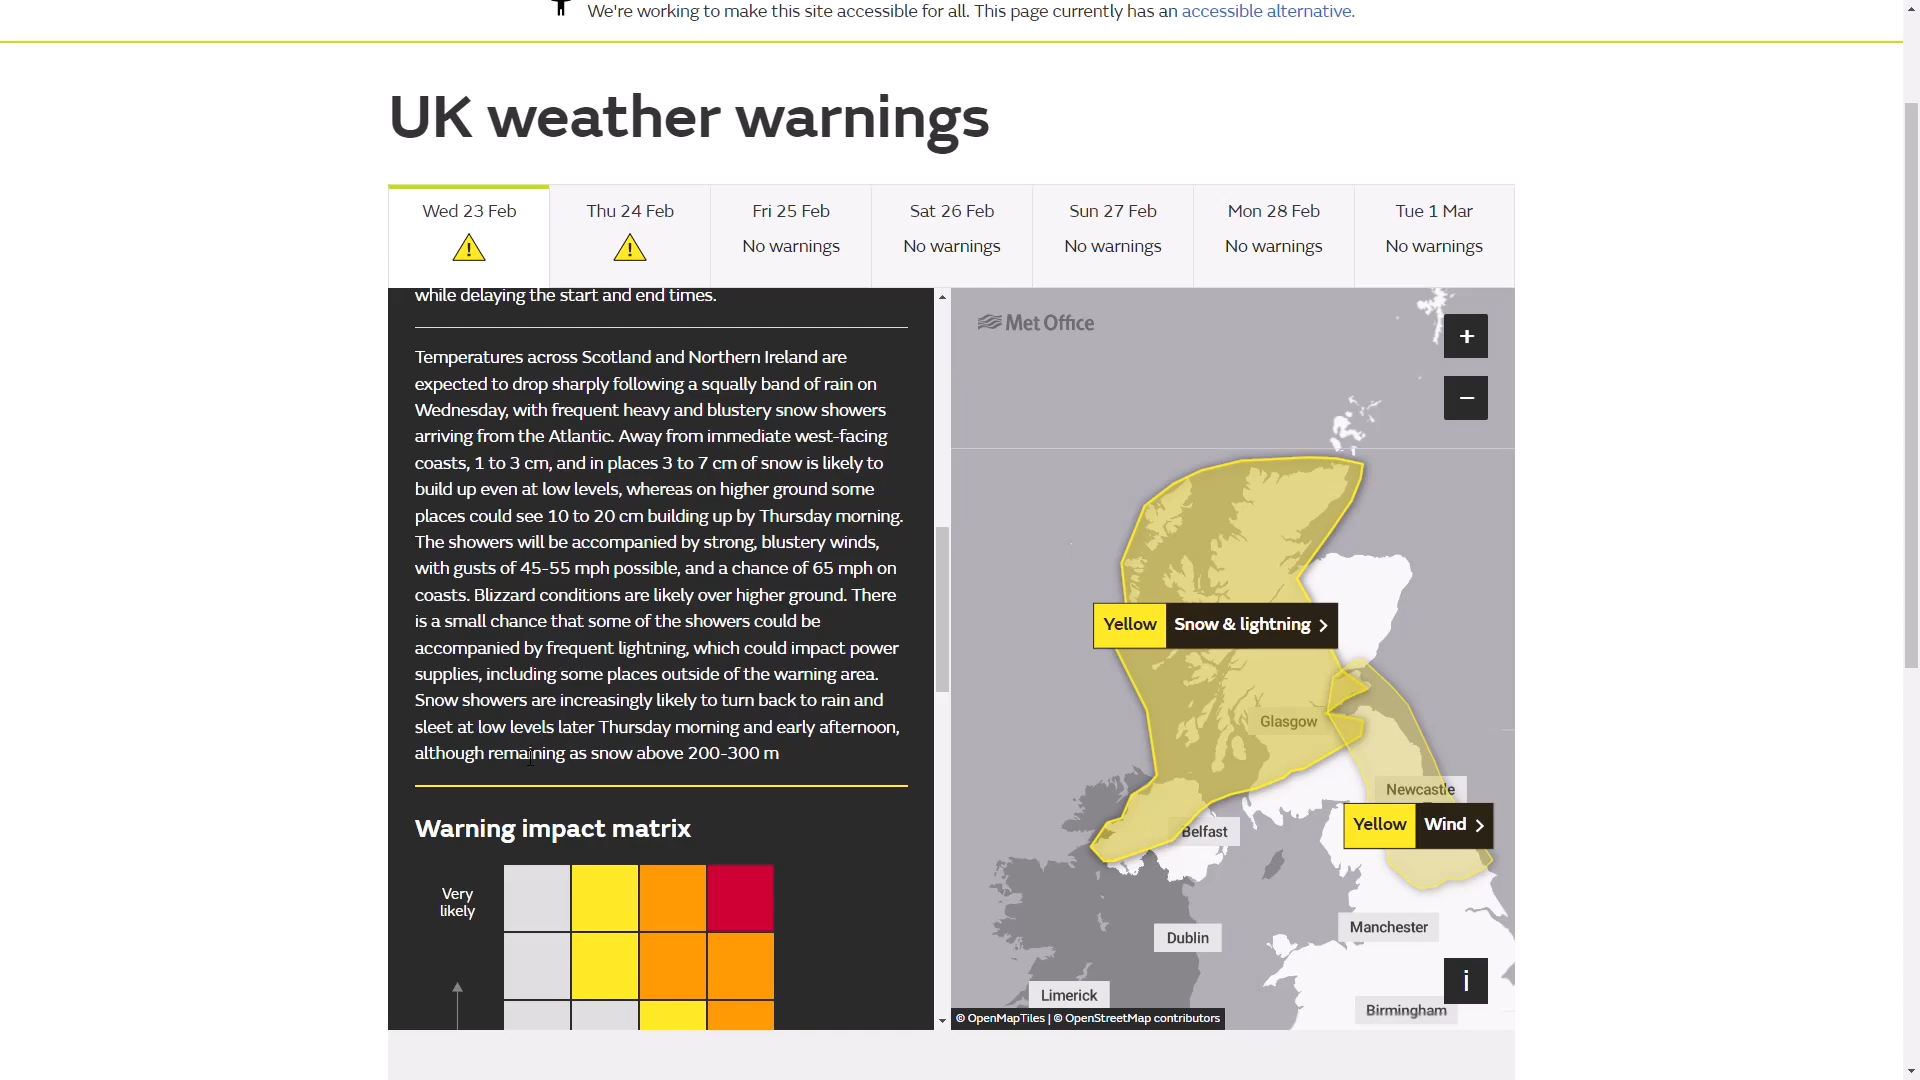 We're working to make this site accessible for all. This page currently has an accessible alternative.
UK weather warnings
Wed 23 Feb
Thu 24 Feb
Fri 25 Feb
No warnings
Sat 26 Feb
No warnings
Sun 27 Feb
No warnings
Mon 28 Feb
No warnings
Tue 1 Mar
No warnings
while delaying the start and end times.
Temperatures across Scotland and Northern Ireland are
expected to drop sharply following a squally band of rain on
Wednesday, with frequent heavy and blustery snow showers
arriving from the Atlantic. Away from immediate west-facing
coasts, 1 to 3 cm, and in places 3 to 7 cm of snow is likely to
build up even at low levels, whereas on higher ground some
places could see 10 to 20 cm building up by Thursday morning.
The showers will be accompanied by strong, blustery winds,
with gusts of 45-55 mph possible, and a chance of 65 mph on
coasts. Blizzard conditions are likely over higher ground. There
is a small chance that some of the showers could be
accompanied by frequent lightning, which could impact power
supplies, including some places outside of the warning area.
Snow showers are increasingly likely to turn back to rain and
sleet at low levels later Thursday morning and early afternoon,
although remaining as snow above 200-300 m
Warning impact matrix
Very
likely
Met Office
+
−
Yellow Snow & lightning >
Glasgow
Newcastle
Yellow Wind >
Belfast
Manchester
Dublin
i
Limerick
Birmingham
© OpenMapTiles | © OpenStreetMap contributors